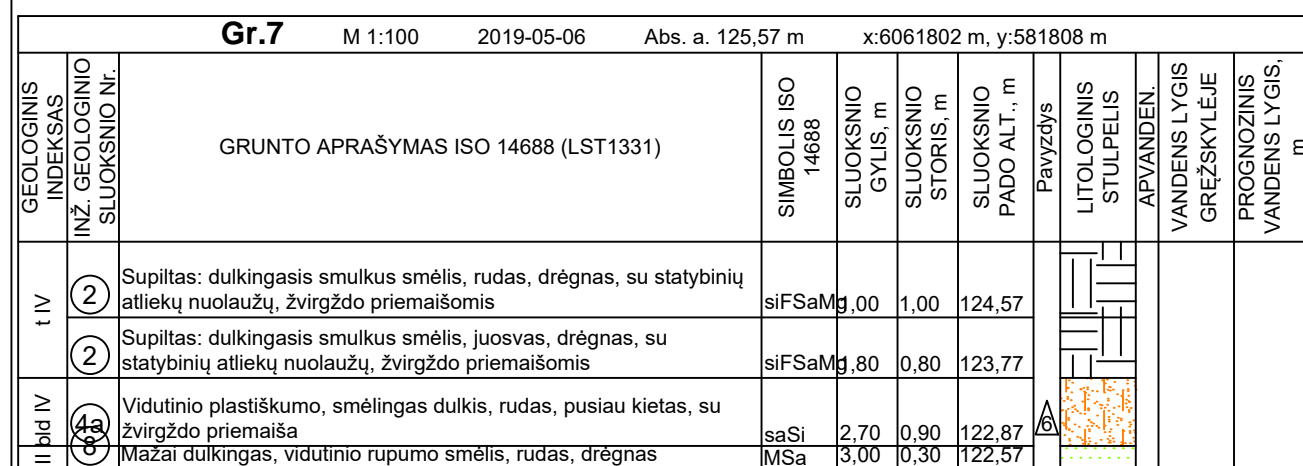 Gr.7 M 1:100 2019-05-06 Abs. a. 125,57 m x:6061802 m, y:581808 m
GEOLOGINIS
INDEKSAS
INŽ. GEOLOGINIO
SLUOKSNIO Nr.
GRUNTO APRAŠYMAS ISO 14688 (LST1331)
SIMBOLIS ISO
14688
SLUOKSNIO
GYLIS, m
SLUOKSNIO
STORIS, m
SLUOKSNIO
PADO ALT., m
Pavyzdys
LITOLOGINIS
STULPELIS
APVANDEN.
VANDENS LYGIS
GRĘŽSKYLĖJE
PROGNOZINIS
VANDENS LYGIS,
m
t IV
2
Supiltas: dulkingasis smulkus smėlis, rudas, drėgnas, su statybinių
atliekų nuolaužų, žvirgždo priemaišomis
siFSaMg 1,00 1,00 124,57
2
Supiltas: dulkingasis smulkus smėlis, juosvas, drėgnas, su
statybinių atliekų nuolaužų, žvirgždo priemaišomis
siFSaMg 1,80 0,80 123,77
bld IV
4a
Vidutinio plastiškumo, smėlingas dulkis, rudas, pusiau kietas, su
žvirgždo priemaiša
saSi 2,70 0,90 122,87
6
II
8
Mažai dulkingas, vidutinio rupumo smėlis, rudas, drėgnas
MSa 3,00 0,30 122,57